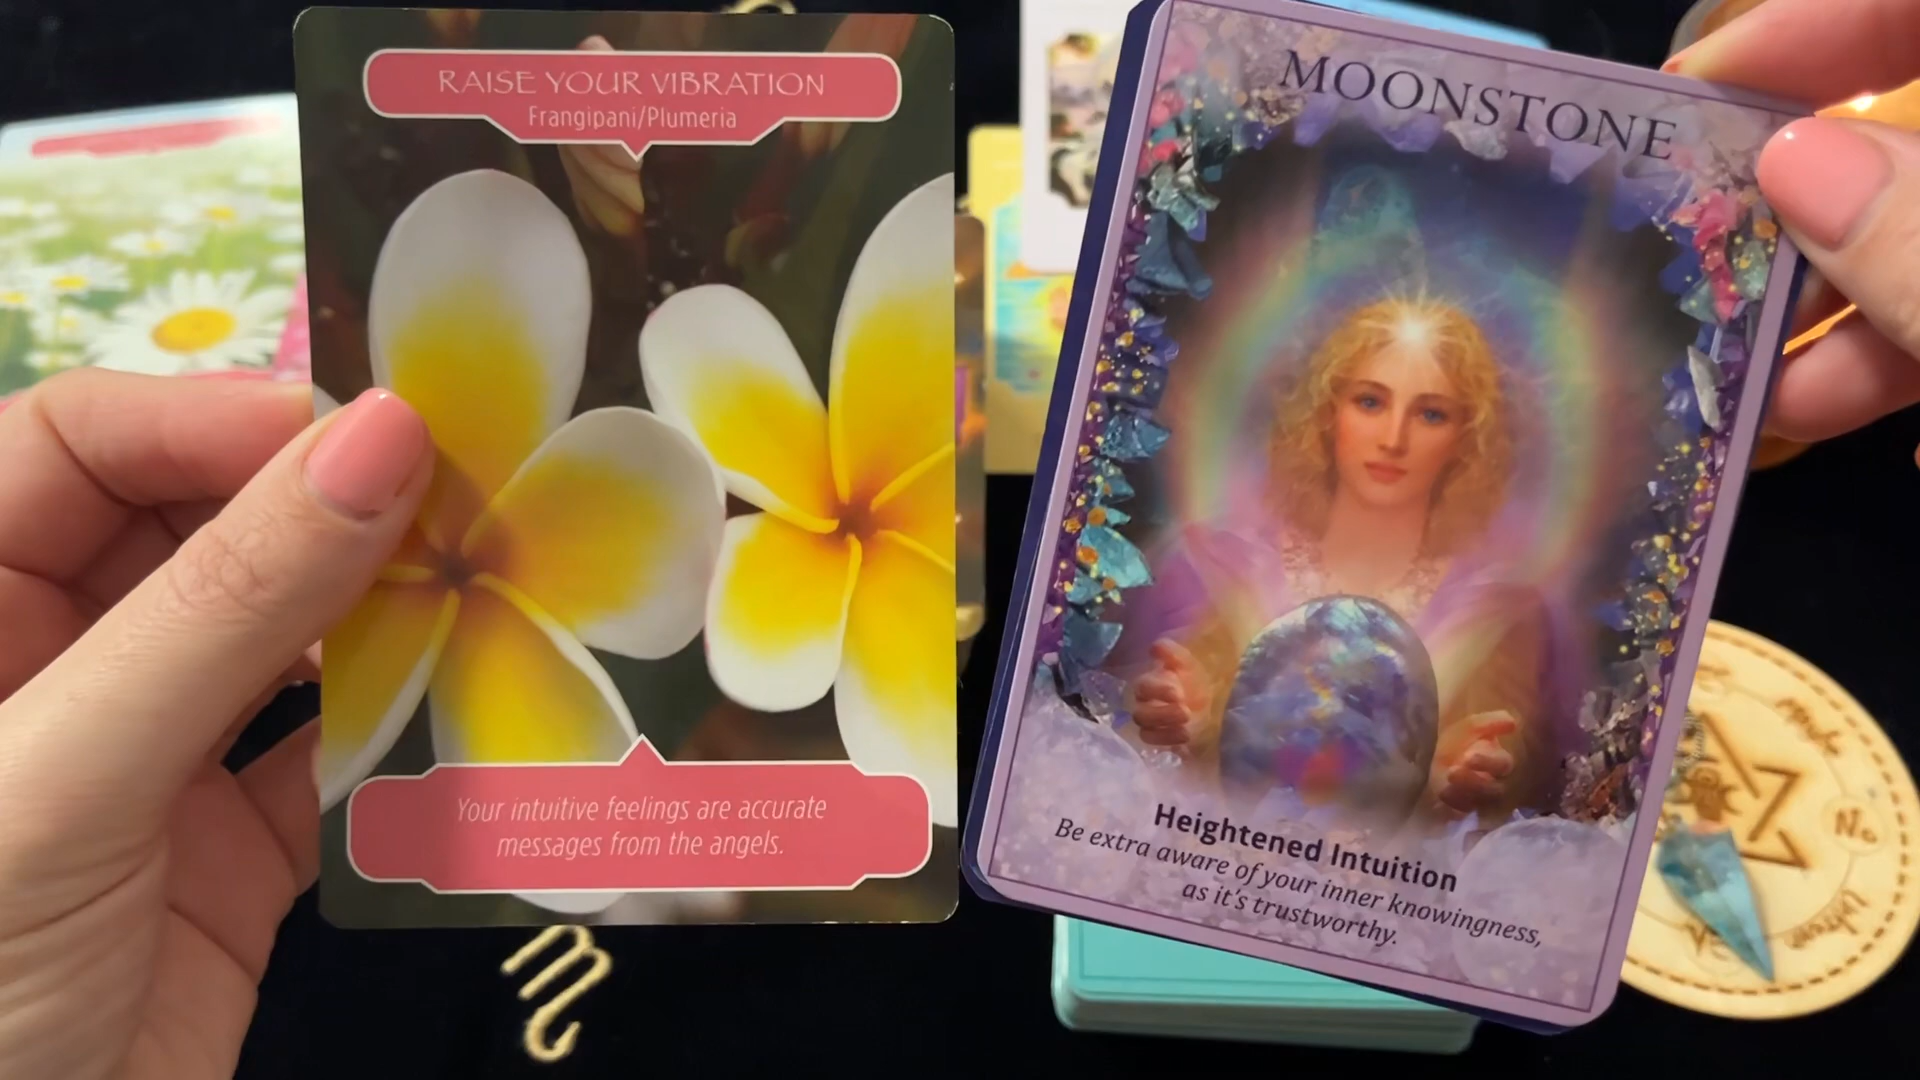 RAISE YOUR VIBRATION
Frangipani/Plumeria
Your intuitive feelings are accurate
messages from the angels.
MOONSTONE
Heightened Intuition
Be extra aware of your inner knowingness,
as it's trustworthy.
No